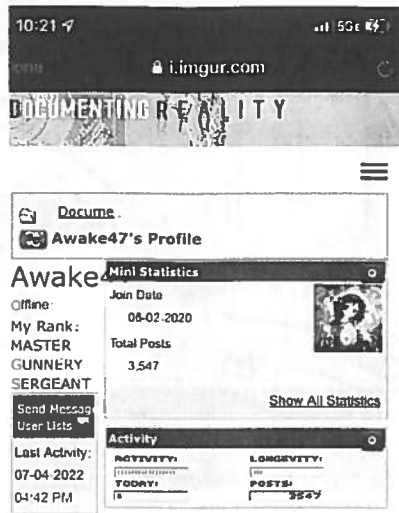 10:21
5GE
i.imgur.com
DOCUMENTING REALITY
Docume
Awake47's Profile
Awake
Offline
My Rank:
MASTER
GUNNERY
SERGEANT
Send Message
User Lists
Last Activity:
07-04-2022
04:42 PM
Mini Statistics
Join Date
06-02-2020
Total Posts
3,547
Show All Statistics
Activity
ACTIVITY:
LONGEVITY:
TODAY:
POSTS:
3547